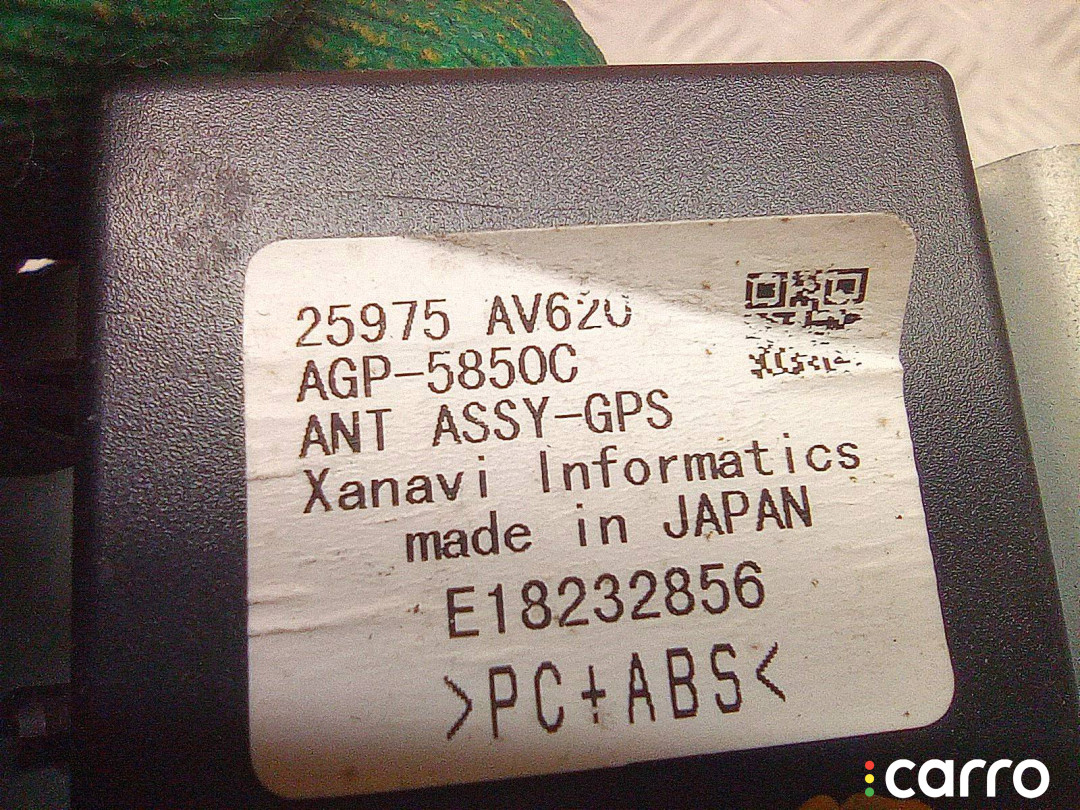 25975 AV620
AGP-5850C
ANT ASSY-GPS
Xanavi Informatics
made in JAPAN
E18232856
>PC+ABS<
carro